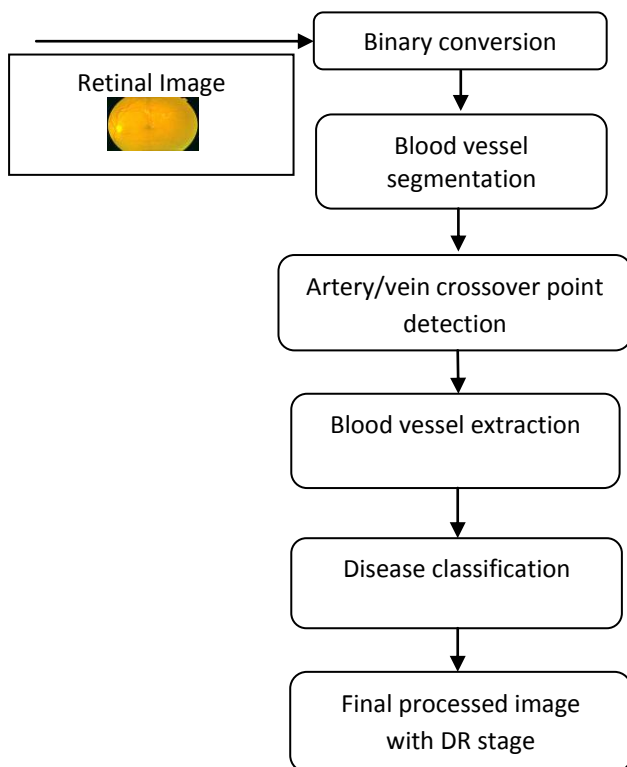 Retinal Image
Binary conversion
Blood vessel
segmentation
Artery/vein crossover point
detection
Blood vessel extraction
Disease classification
Final processed image
with DR stage